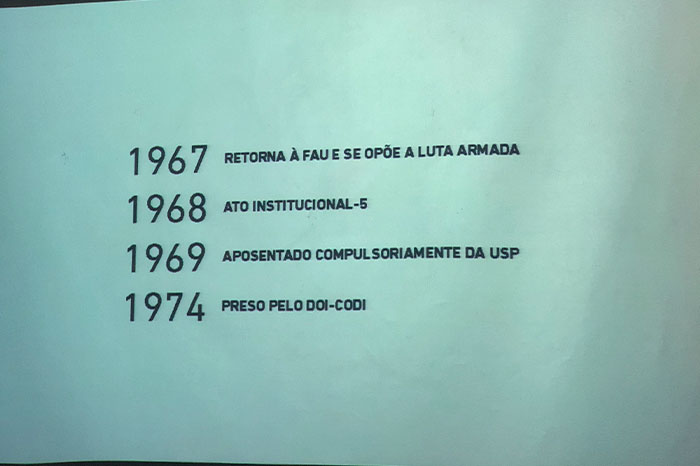 1967 RETORNA À FAU E SE OPÕE A LUTA ARMADA
1968 ATO INSTITUCIONAL-5
1969 APOSENTADO COMPULSORIAMENTE DA USP
1974 PRESO PELO DOI-CODI